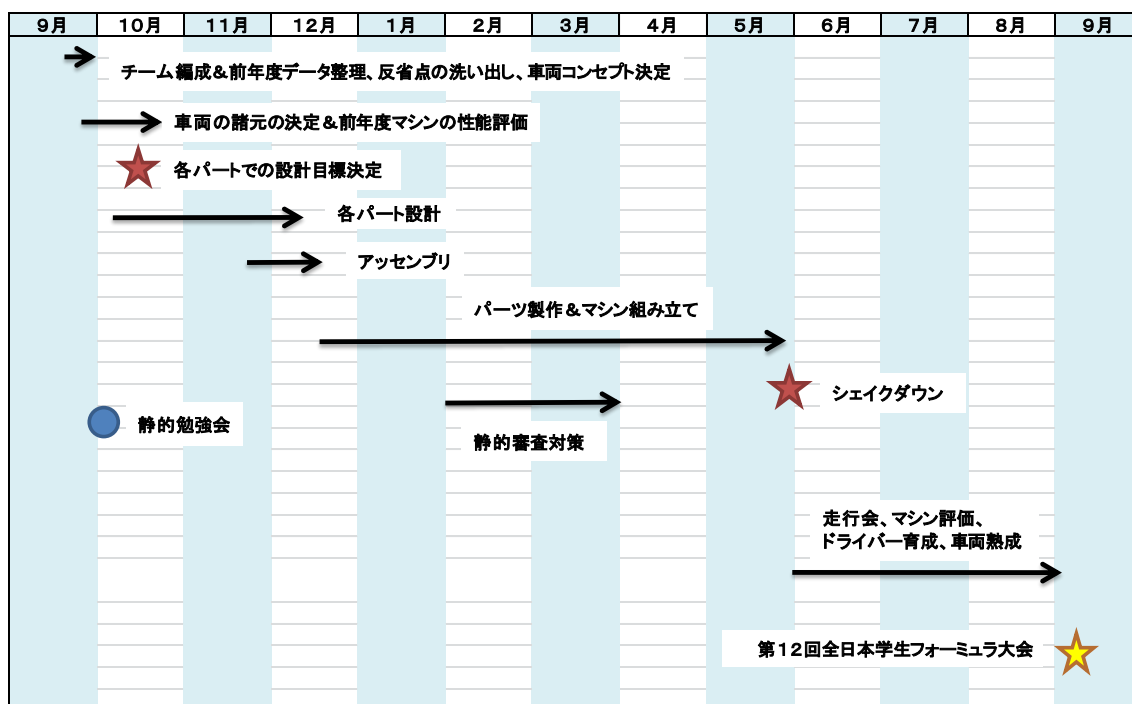 ９月 １０月 １１月 １２月 １月 ２月 ３月 ４月 ５月 ６月 ７月 ８月 ９月
チーム編成＆前年度データ整理、反省点の洗い出し、車両コンセプト決定
車両の諸元の決定＆前年度マシンの性能評価
各パートでの設計目標決定
各パート設計
アッセンブリ
パーツ製作＆マシン組み立て
シェイクダウン
静的勉強会
静的審査対策
走行会、マシン評価、
ドライバー育成、車両熟成
第１２回全日本学生フォーミュラ大会